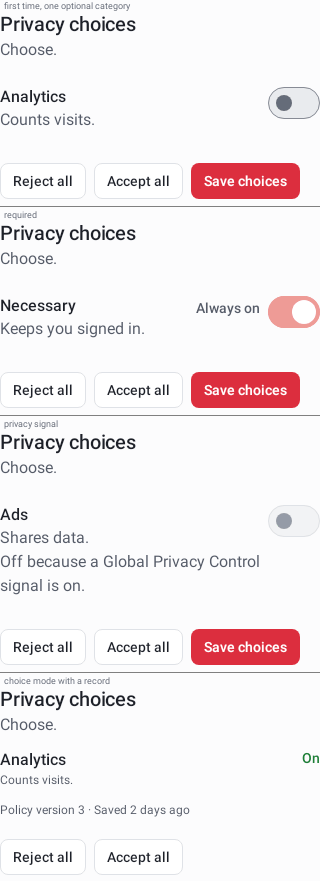 first time, one optional category
Privacy choices
Choose.
Analytics
Counts visits.
Reject all
Accept all
Save choices
required
Privacy choices
Choose.
Necessary
Always on
Keeps you signed in.
Reject all
Accept all
Save choices
privacy signal
Privacy choices
Choose.
Ads
Shares data.
Off because a Global Privacy Control
signal is on.
Reject all
Accept all
Save choices
choice mode with a record
Privacy choices
Choose.
Analytics
On
Counts visits.
Policy version 3 · Saved 2 days ago
Reject all
Accept all